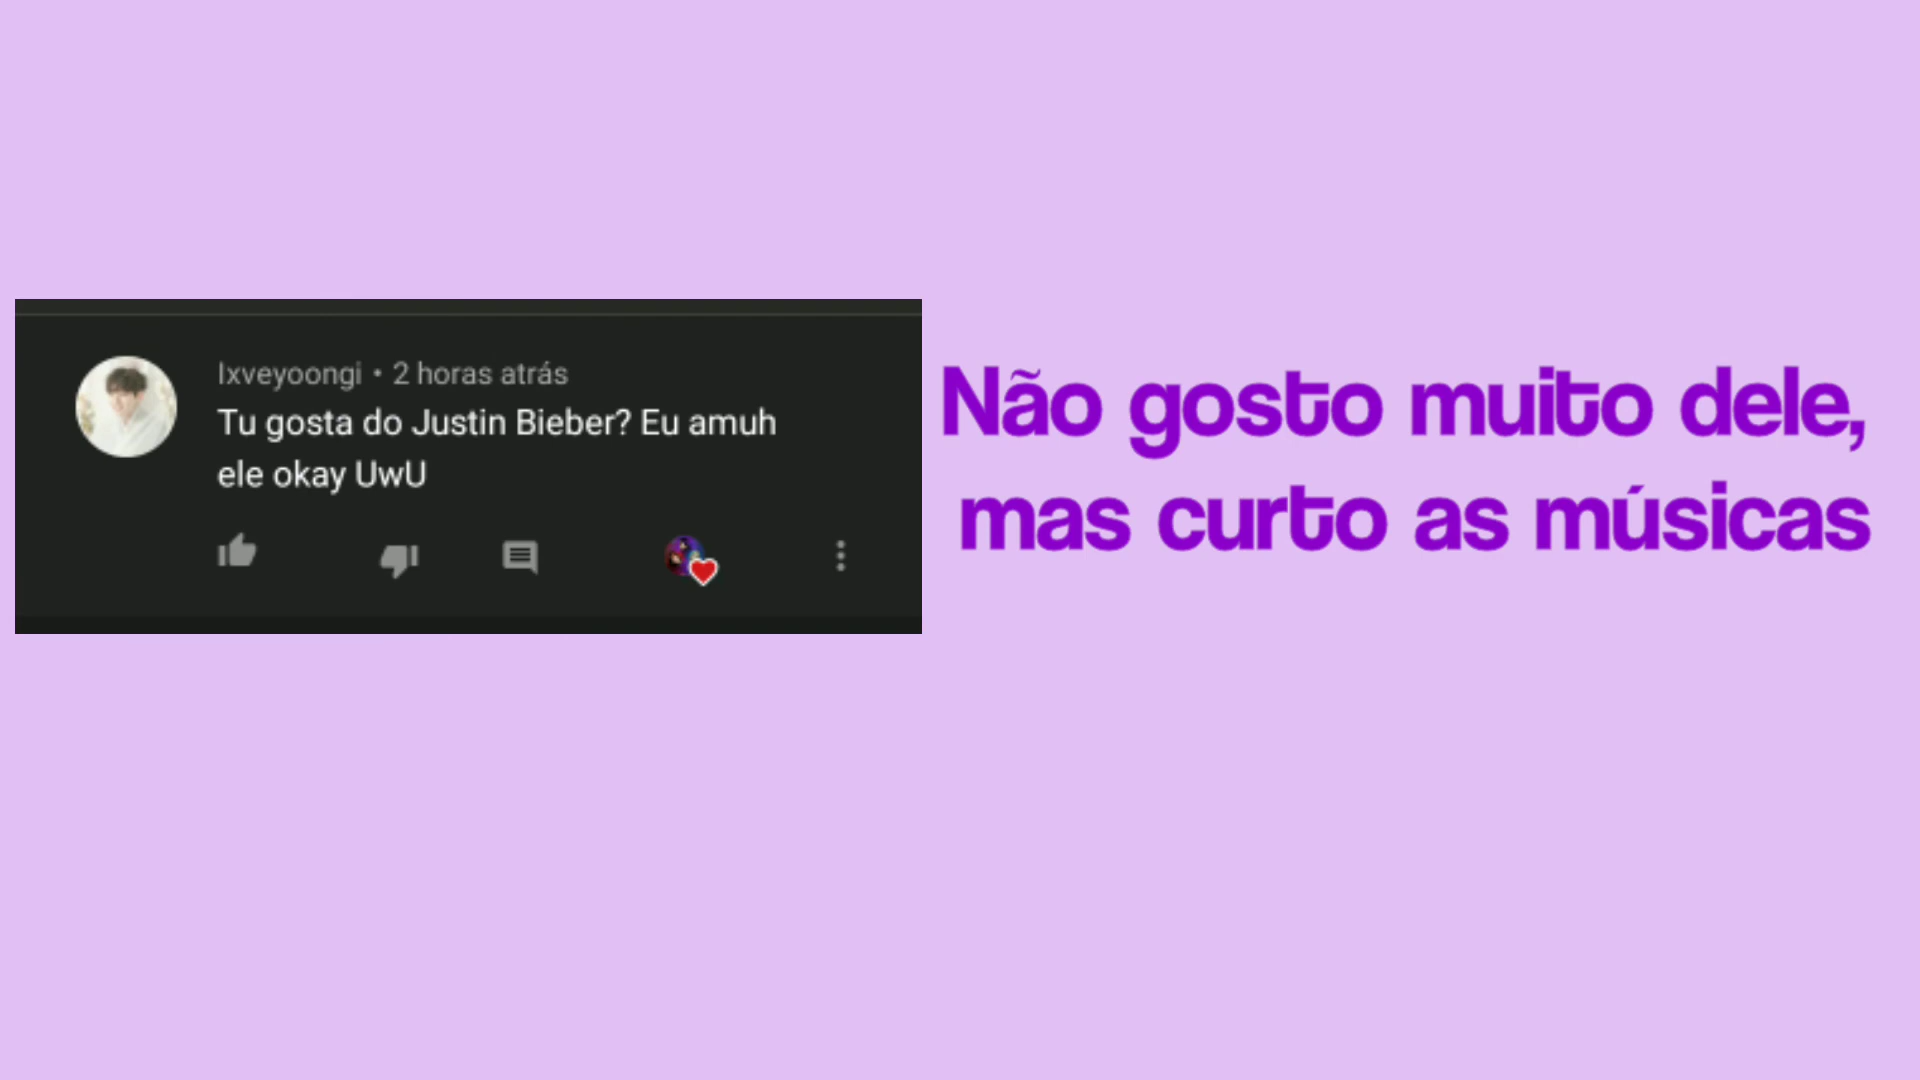 Ixveyoongi • 2 horas atrás
Tu gosta do Justin Bieber? Eu amuh
ele okay UwU
Não gosto muito dele,
mas curto as músicas